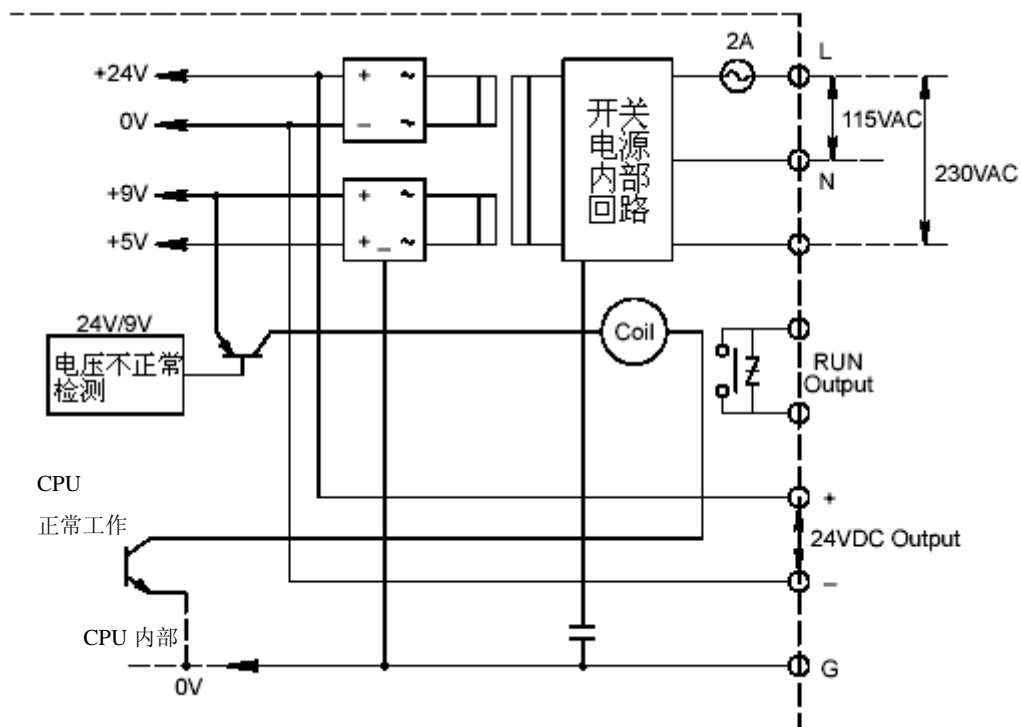 2A
L
+24V
115VAC
0V
开关
电源
内部
回路
N
230VAC
+9V
+5V
24V/9V
电压不正常
检测
Coil
RUN
Output
CPU
正常工作
+
24VDC Output
−
CPU 内部
0V
G
+
~
−
~
+
~
+
−
~